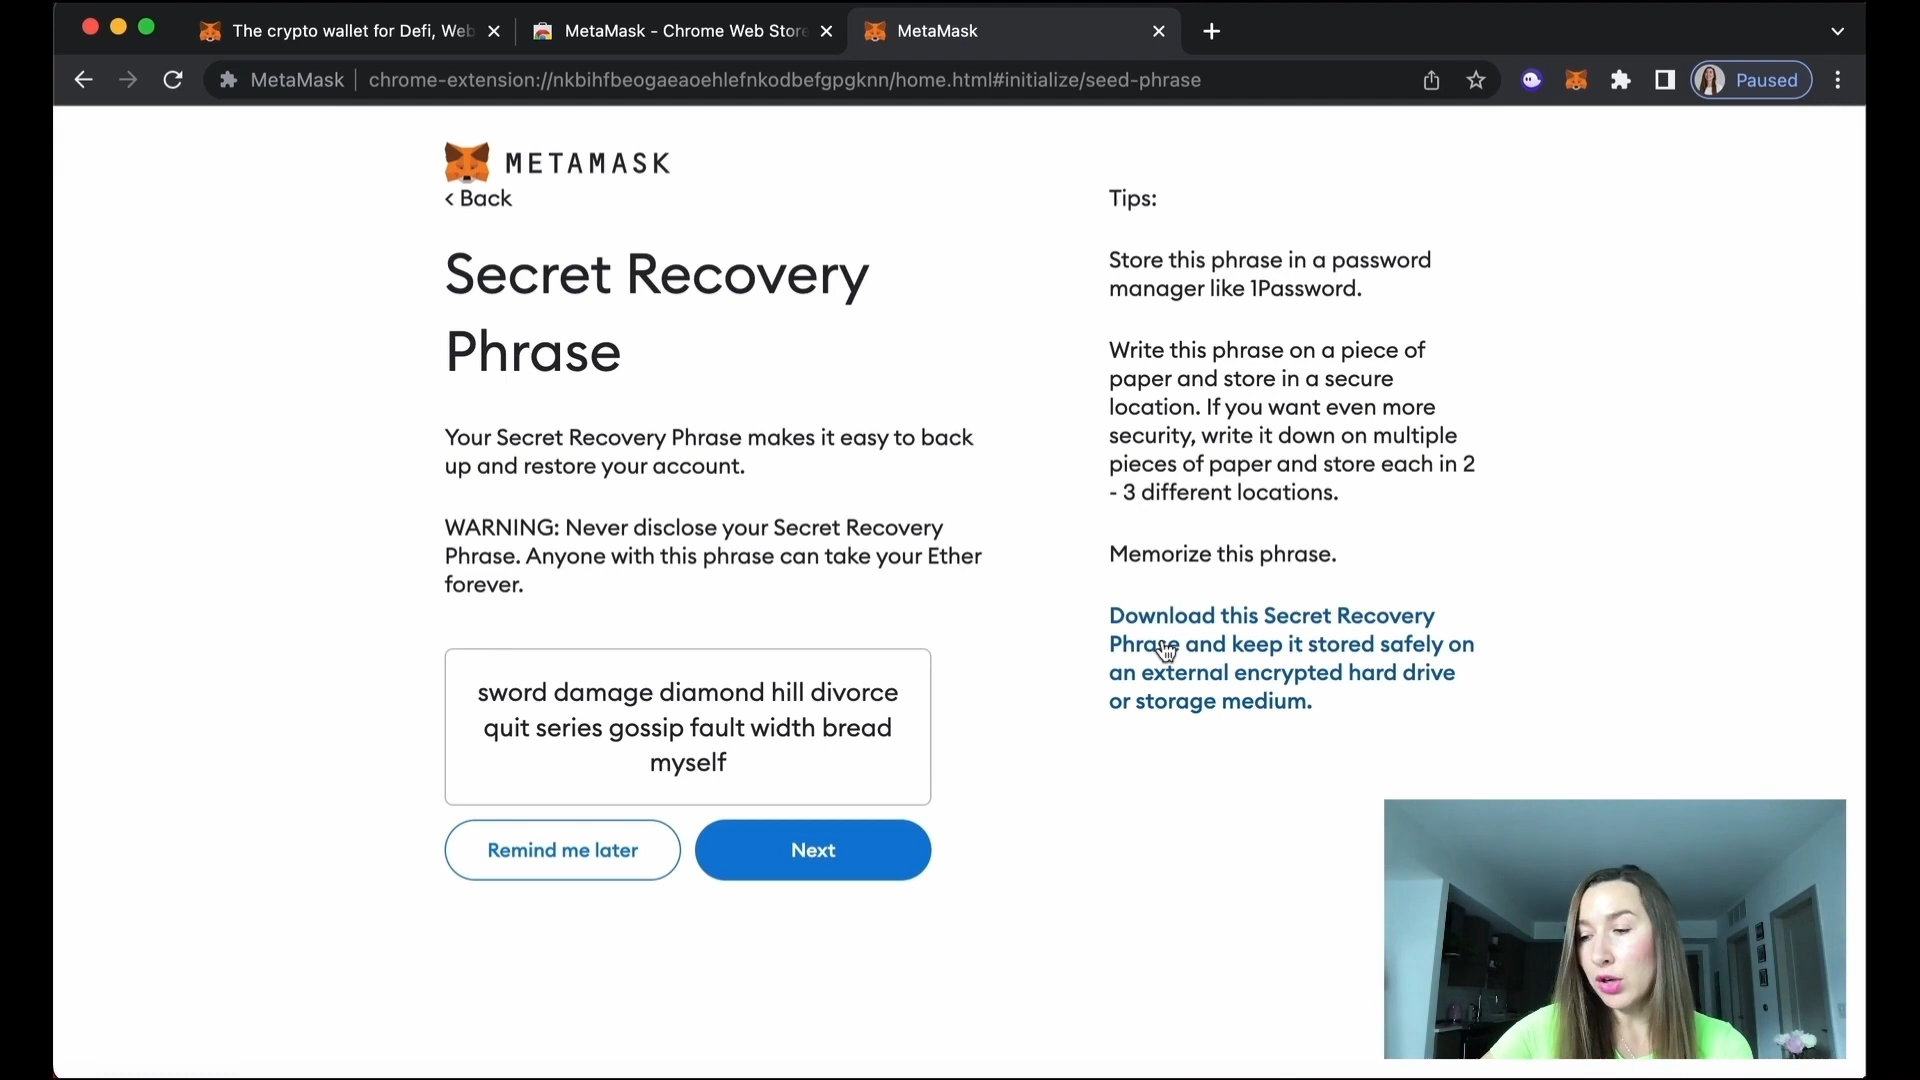 The crypto wallet for Defi, Web
MetaMask - Chrome Web Store
MetaMask
MetaMask
chrome-extension://nkbihfbeogaeaoehlefnkodbefgpgknn/home.html#initialize/seed-phrase
Paused
METAMASK
< Back
Secret Recovery
Phrase
Your Secret Recovery Phrase makes it easy to back
up and restore your account.
WARNING: Never disclose your Secret Recovery
Phrase. Anyone with this phrase can take your Ether
forever.
sword damage diamond hill divorce
quit series gossip fault width bread
myself
Remind me later
Next
Tips:
Store this phrase in a password
manager like 1Password.
Write this phrase on a piece of
paper and store in a secure
location. If you want even more
security, write it down on multiple
pieces of paper and store each in 2
- 3 different locations.
Memorize this phrase.
Download this Secret Recovery
Phrase and keep it stored safely on
an external encrypted hard drive
or storage medium.